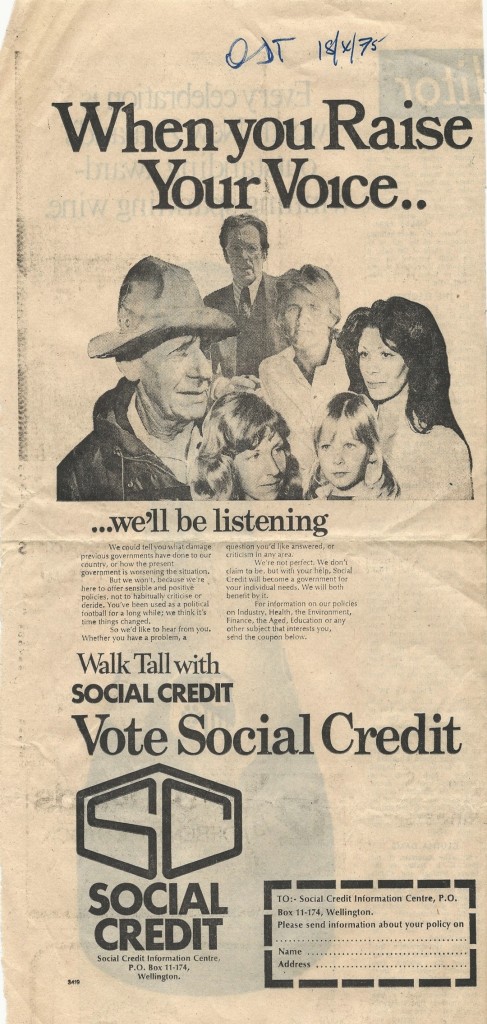 ODT 18/X/75
When you Raise
Your Voice..
...we'll be listening
We could tell you what damage
previous governments have done to our
country, or how the present
government is worsening the situation.
But we won't, because we're
here to offer sensible and positive
policies, not to habitually criticise or
deride. You've been used as a political
football for a long while; we think it's
time things changed.
So we'd like to hear from you.
Whether you have a problem, a
question you'd like answered, or
criticism in any area.
We're not perfect. We don't
claim to be, but with your help, Social
Credit will become a government for
your individual needs. We will both
benefit by it.
For information on our policies
on Industry, Health, the Environment,
Finance, the Aged, Education or any
other subject that interests you,
send the coupon below.
Walk Tall with
SOCIAL CREDIT
Vote Social Credit
SC
SOCIAL
CREDIT
Social Credit Information Centre.
P.O. Box 11-174,
Wellington.
TO:- Social Credit Information Centre, P.O.
Box 11-174, Wellington.
Please send information about your policy on
Name
Address